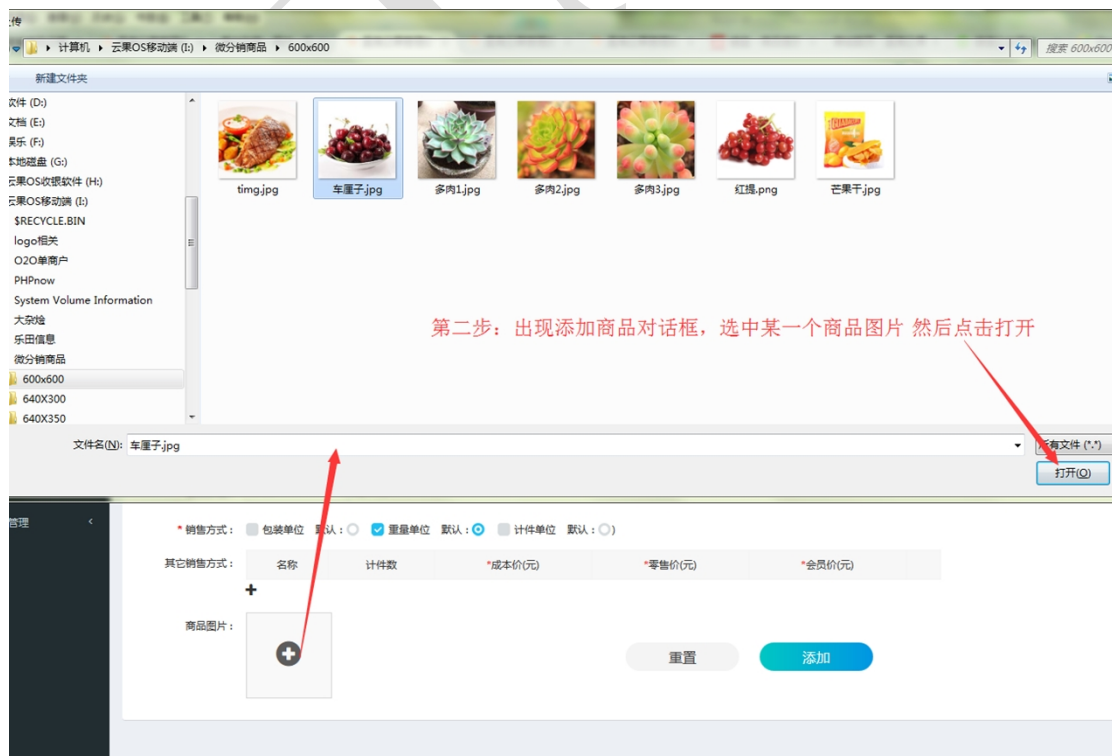 传
计算机 ▸ 云果OS移动端 (I:) ▸ 微分销商品 ▸ 600x600
搜索 600x600
新建文件夹
软件 (D:)
文档 (E:)
娱乐 (F:)
本地磁盘 (G:)
云果OS收银软件 (H:)
云果OS移动端 (I:)
$RECYCLE.BIN
logo相关
O2O单商户
PHPnow
System Volume Information
大杂烩
乐田信息
微分销商品
600x600
640X300
640X350
timg.jpg
车厘子.jpg
多肉1.jpg
多肉2.jpg
多肉3.jpg
红提.png
芒果干.jpg
第二步：出现添加商品对话框，选中某一个商品图片 然后点击打开
文件名(N): 车厘子.jpg
所有文件 (*.*)
打开(O)
管理
*销售方式： 包装单位 默认： 重量单位 默认： 计件单位 默认： )
其它销售方式： 名称 计件数 *成本价(元) *零售价(元) *会员价(元)
商品图片：
重置 添加